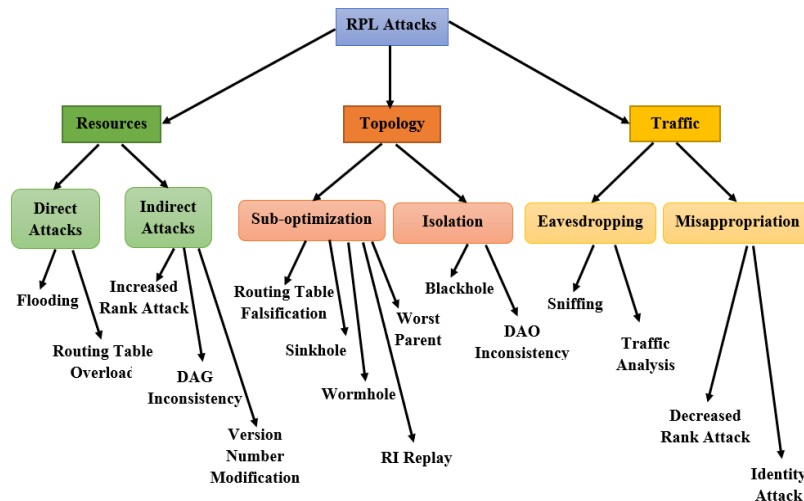 RPL Attacks
Resources
Topology
Traffic
Direct
Attacks
Indirect
Attacks
Sub-optimization
Isolation
Eavesdropping
Misappropriation
Flooding
Routing Table
Overload
Increased
Rank Attack
DAG
Inconsistency
Version
Number
Modification
Routing Table
Falsification
Sinkhole
Wormhole
RI Replay
Worst
Parent
Blackhole
DAO
Inconsistency
Sniffing
Traffic
Analysis
Decreased
Rank Attack
Identity
Attack